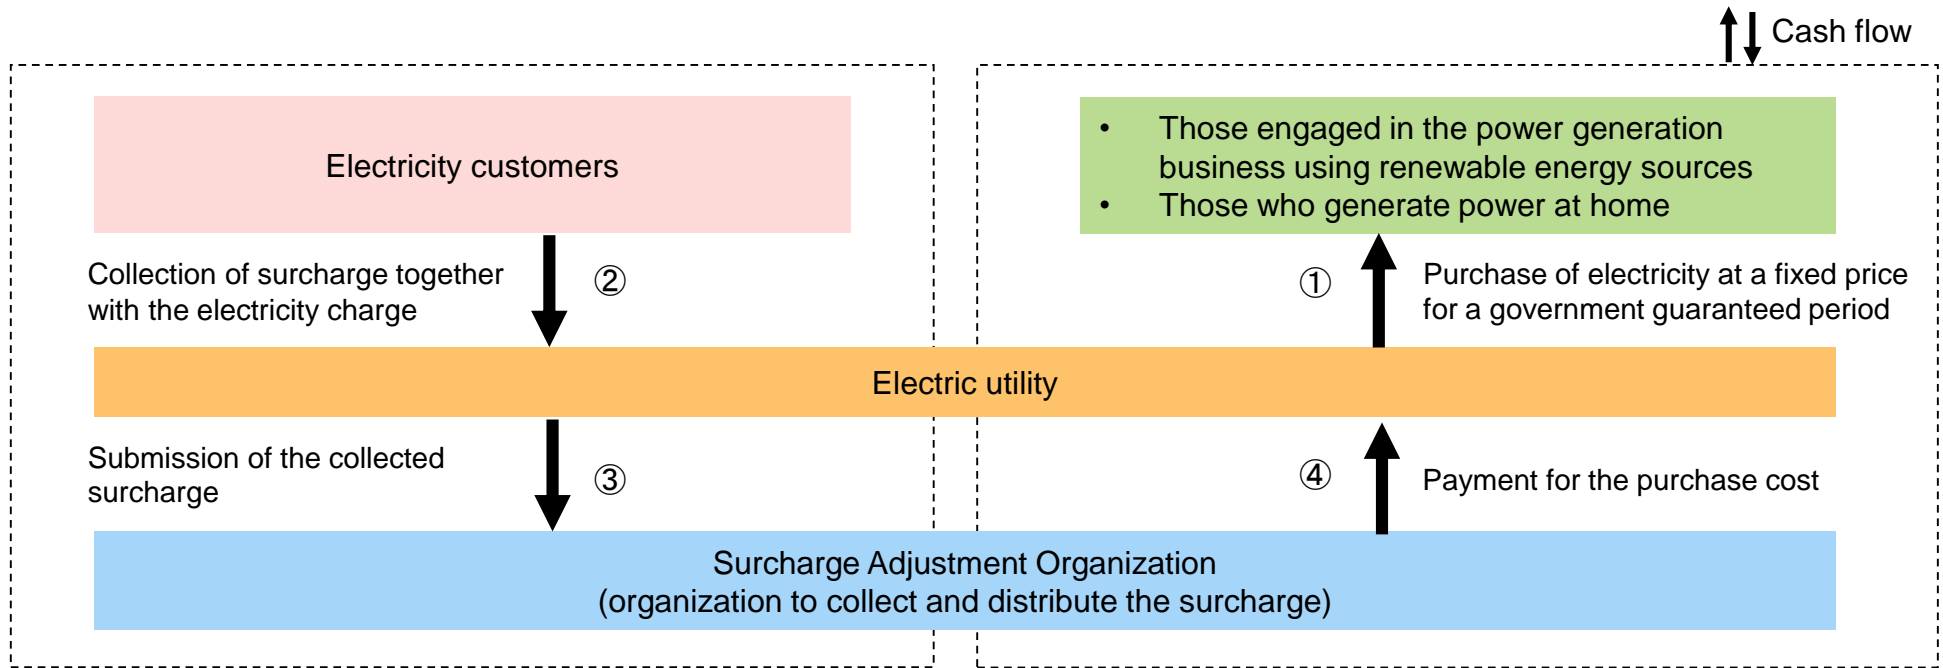 Cash flow
Electricity customers
• Those engaged in the power generation
business using renewable energy sources
• Those who generate power at home
Collection of surcharge together
with the electricity charge
②
①
Purchase of electricity at a fixed price
for a government guaranteed period
Electric utility
Submission of the collected
surcharge
③
④
Payment for the purchase cost
Surcharge Adjustment Organization
(organization to collect and distribute the surcharge)